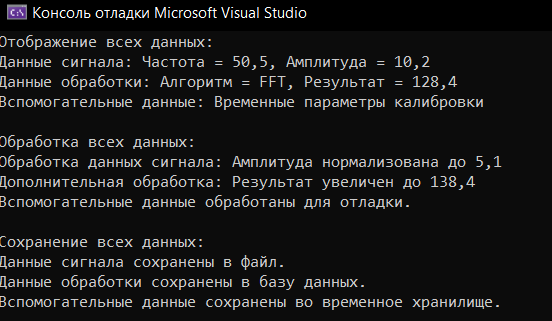 Консоль отладки Microsoft Visual Studio
Отображение всех данных:
Данные сигнала: Частота = 50,5, Амплитуда = 10,2
Данные обработки: Алгоритм = FFT, Результат = 128,4
Вспомогательные данные: Временные параметры калибровки
Обработка всех данных:
Обработка данных сигнала: Амплитуда нормализована до 5,1
Дополнительная обработка: Результат увеличен до 138,4
Вспомогательные данные обработаны для отладки.
Сохранение всех данных:
Данные сигнала сохранены в файл.
Данные обработки сохранены в базу данных.
Вспомогательные данные сохранены во временное хранилище.